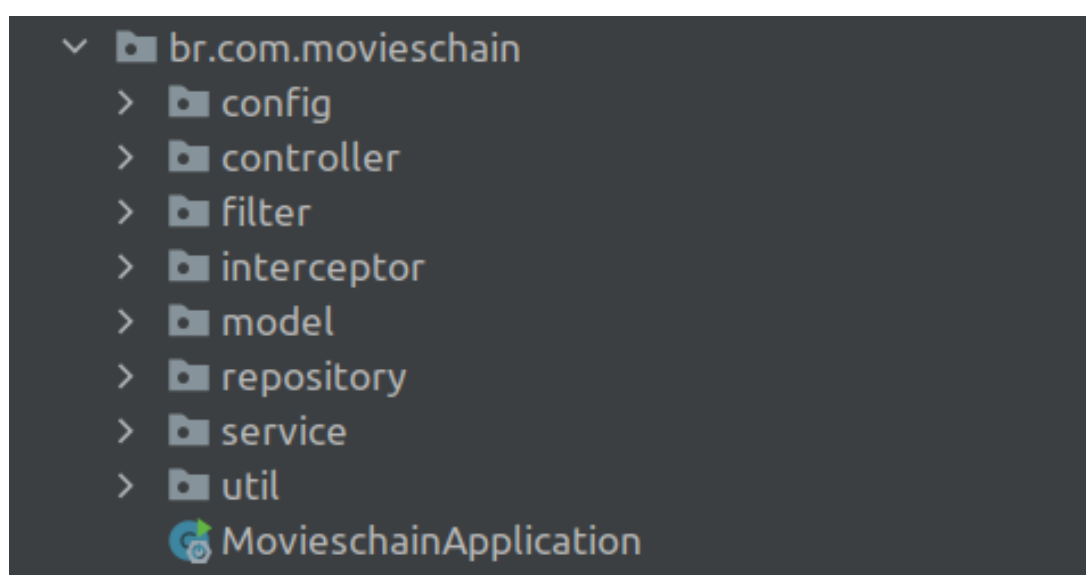 br.com.movieschain
config
controller
filter
interceptor
model
repository
service
util
MovieschainApplication